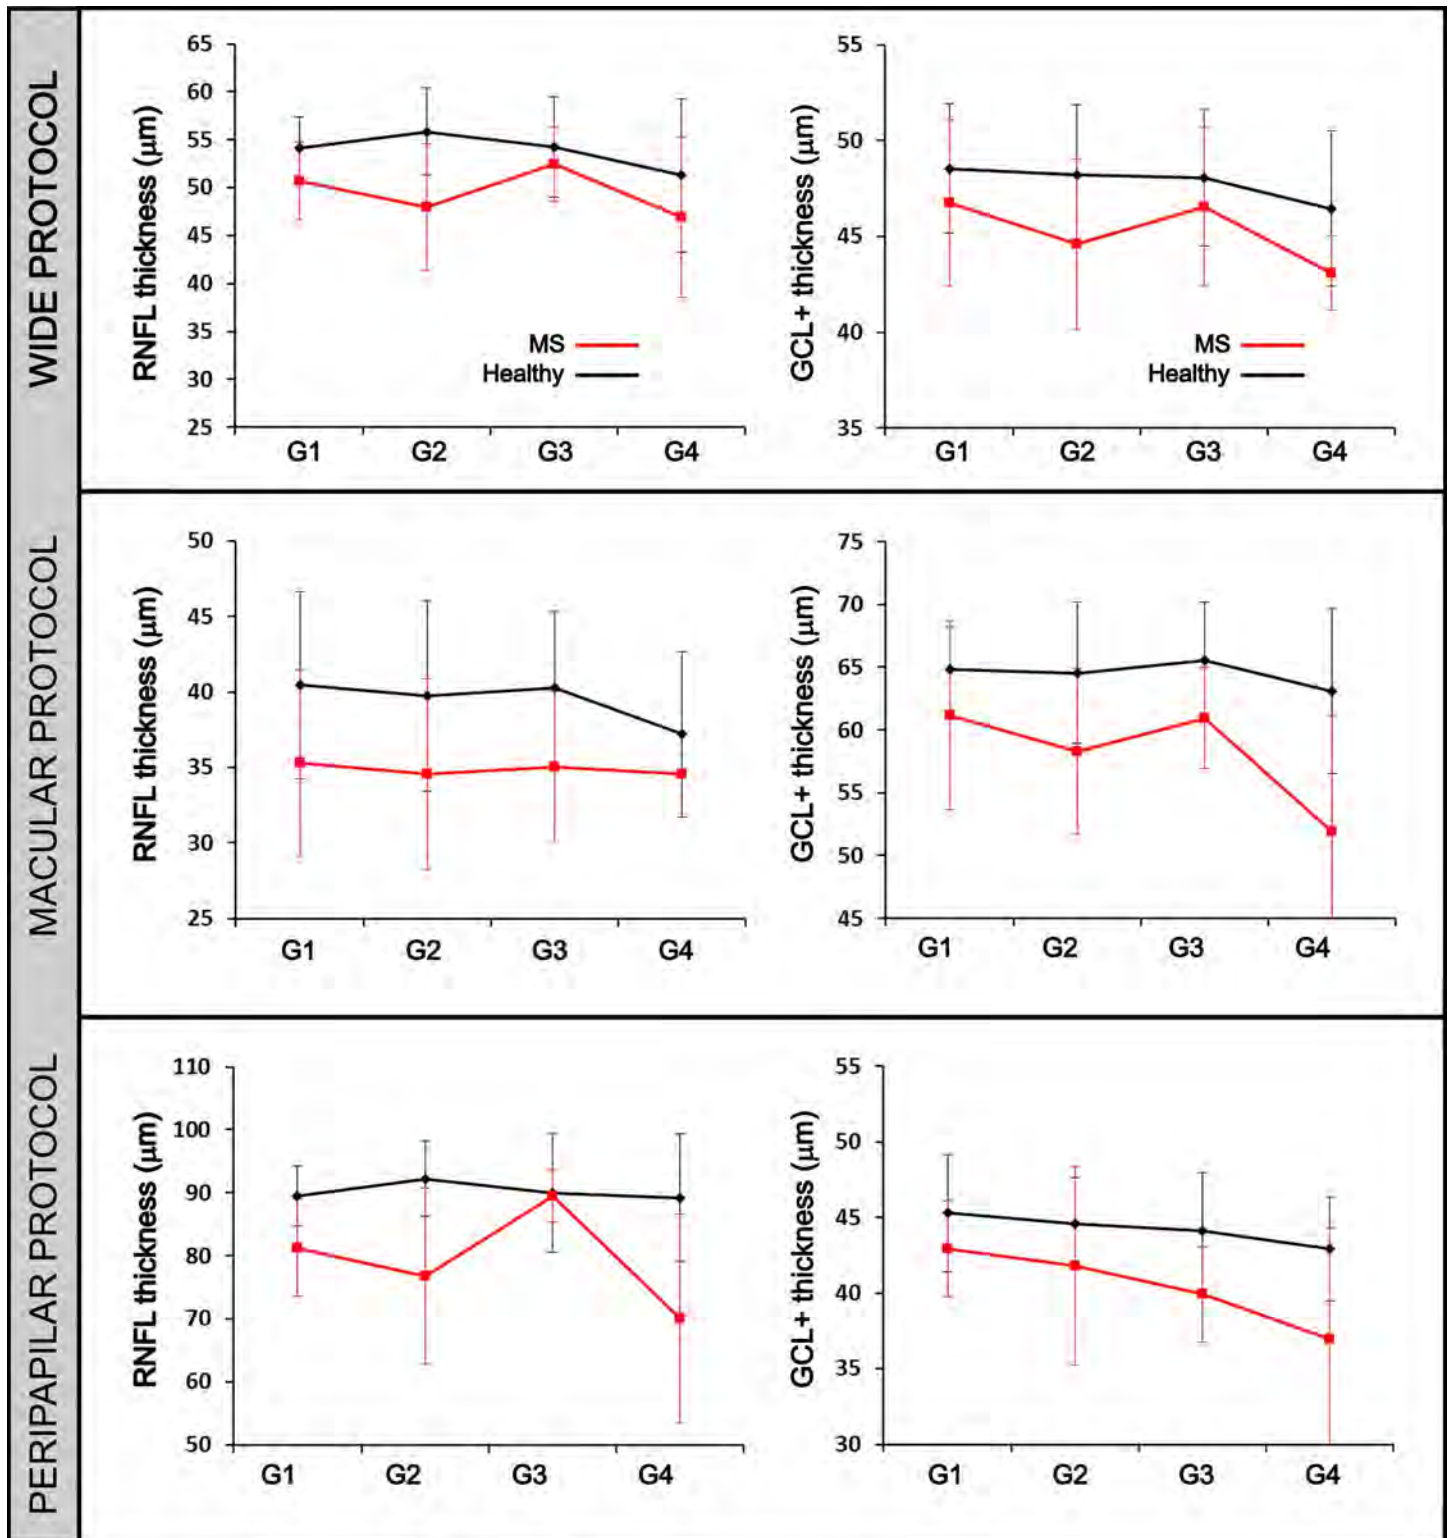 WIDE PROTOCOL
RNFL thickness (μm)
65
60
55
50
45
40
35
30
25
MS
Healthy
G1 G2 G3 G4
GCL+ thickness (μm)
55
50
45
40
35
MS
Healthy
G1 G2 G3 G4
MACULAR PROTOCOL
RNFL thickness (μm)
50
45
40
35
30
25
G1 G2 G3 G4
GCL+ thickness (μm)
75
70
65
60
55
50
45
G1 G2 G3 G4
PERIPAPILAR PROTOCOL
RNFL thickness (μm)
110
100
90
80
70
60
50
G1 G2 G3 G4
GCL+ thickness (μm)
55
50
45
40
35
30
G1 G2 G3 G4